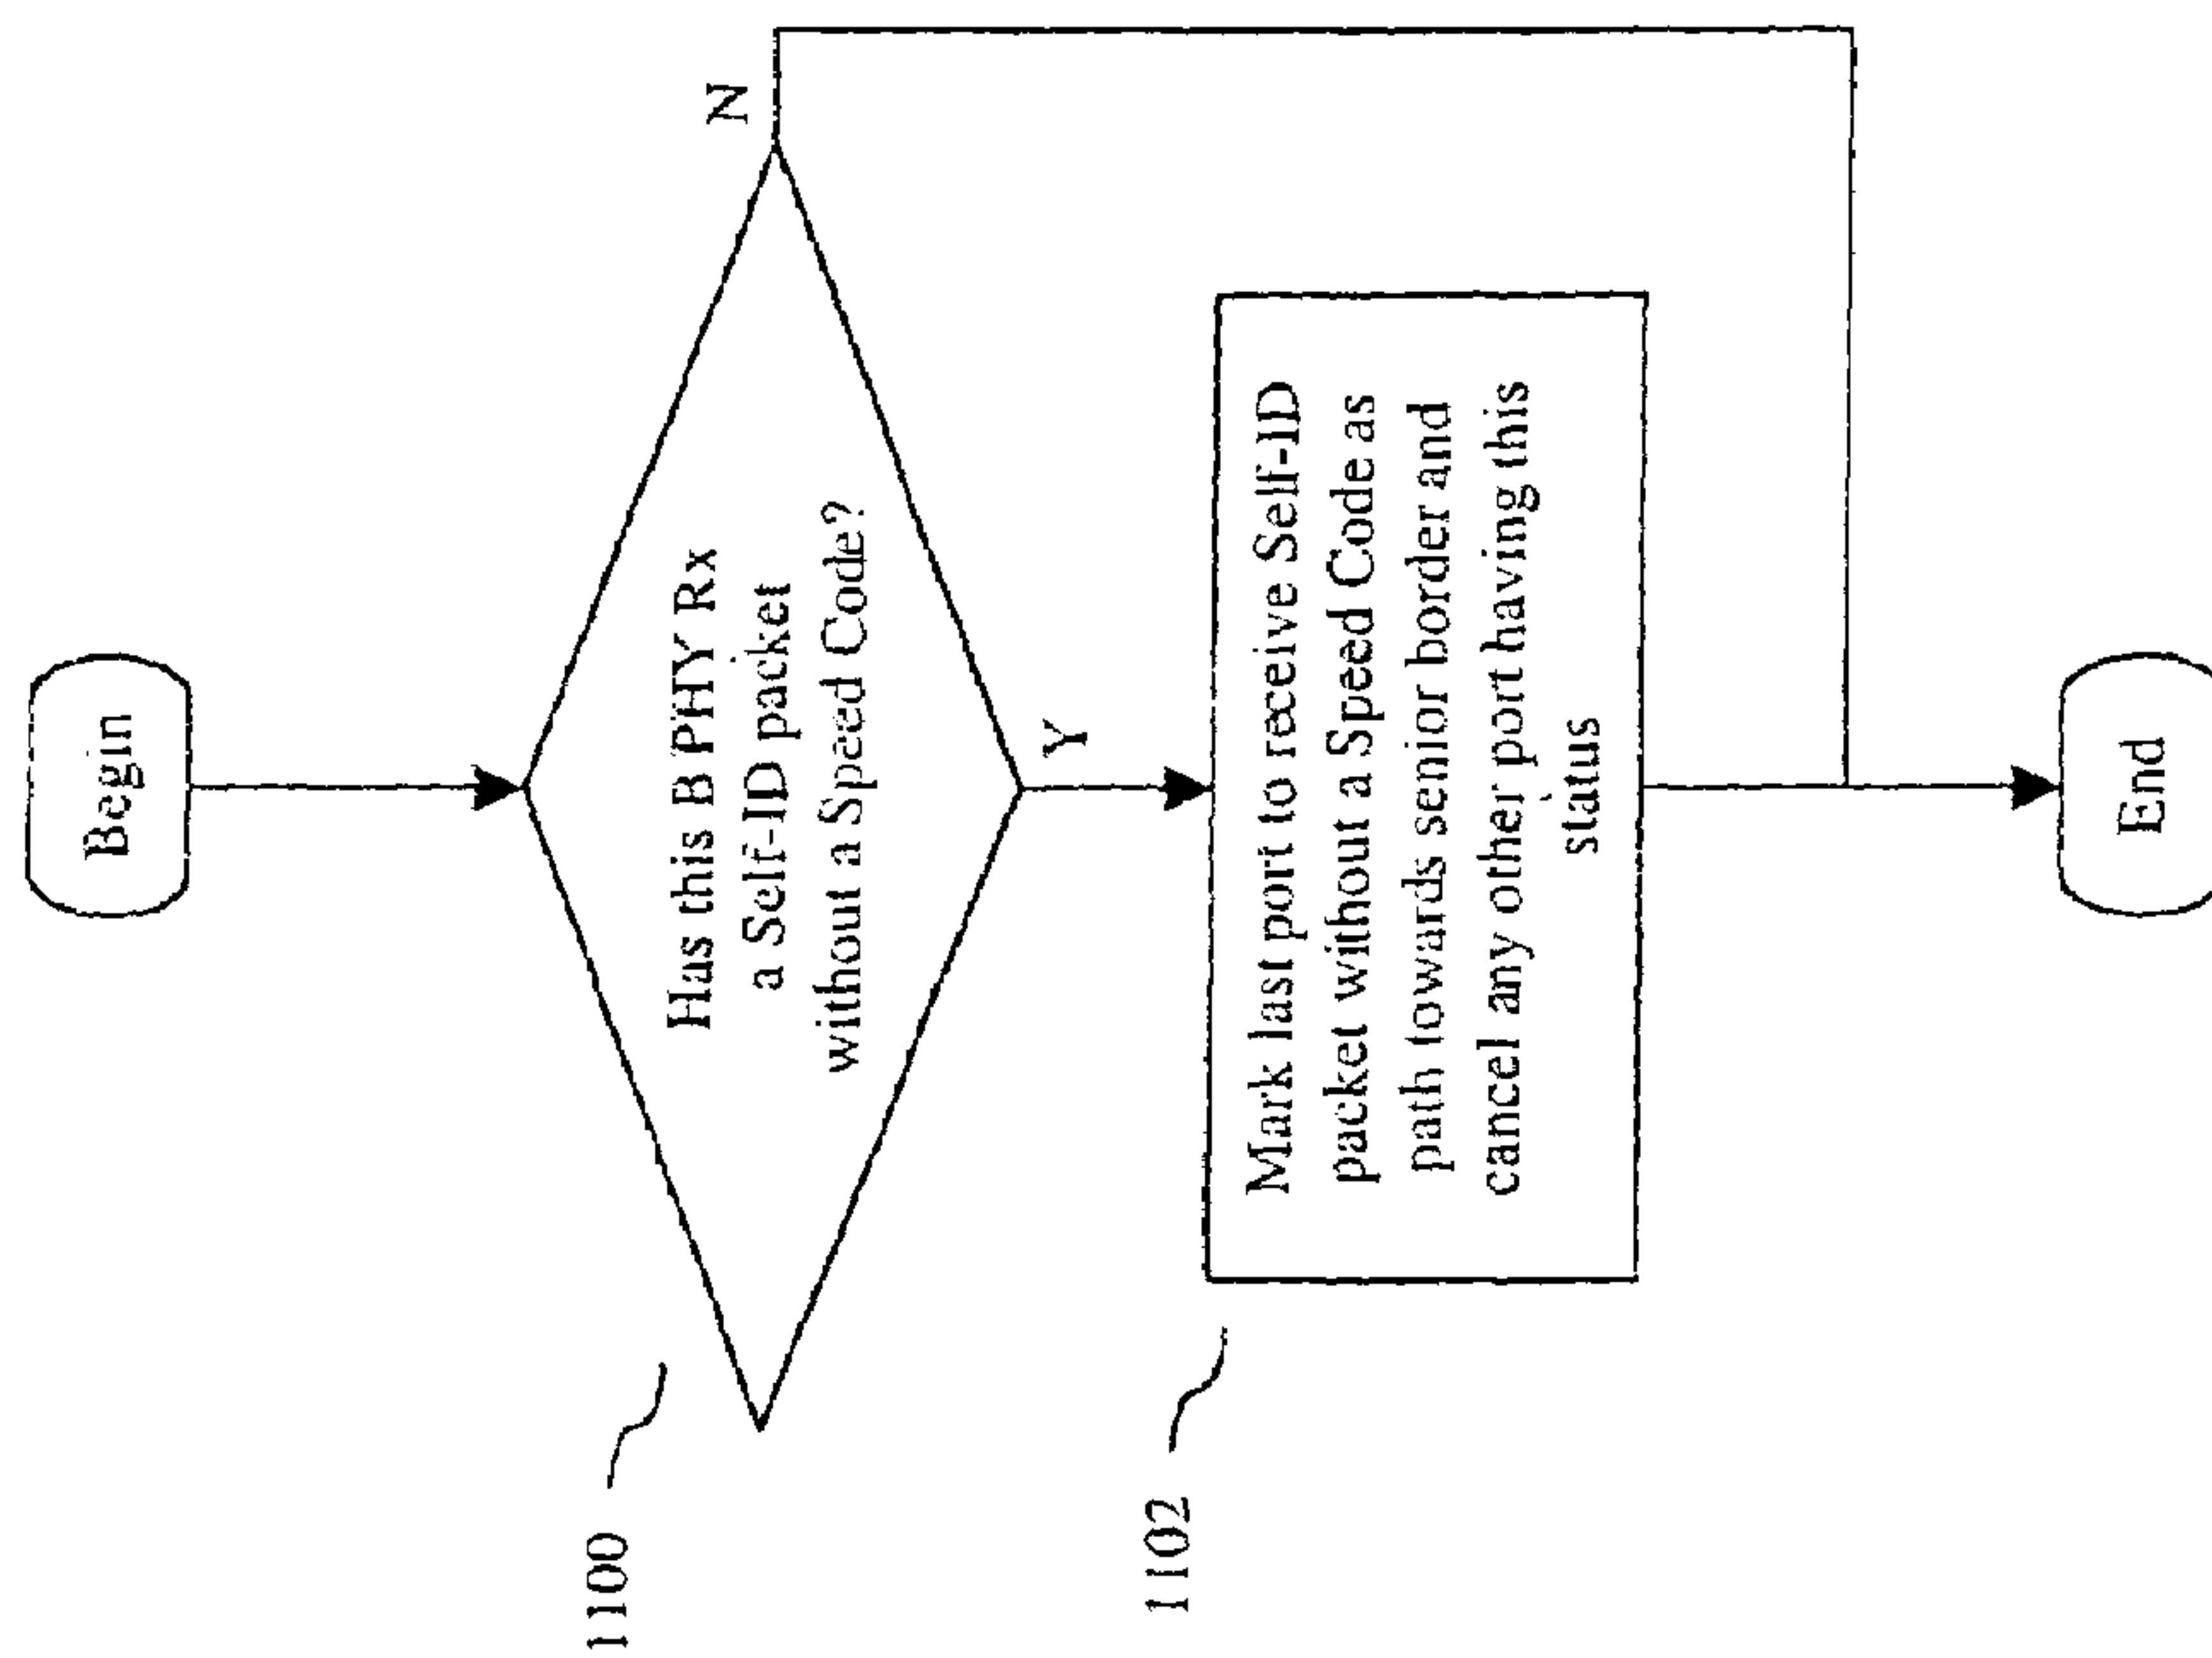 Begin
1100
Has this B PHY Rx
a Self-ID packet
without a Speed Code?
N
Y
1102
Mark last port to receive Self-ID
packet without a Speed Code as
path towards senior border and
cancel any other port having this
status
End